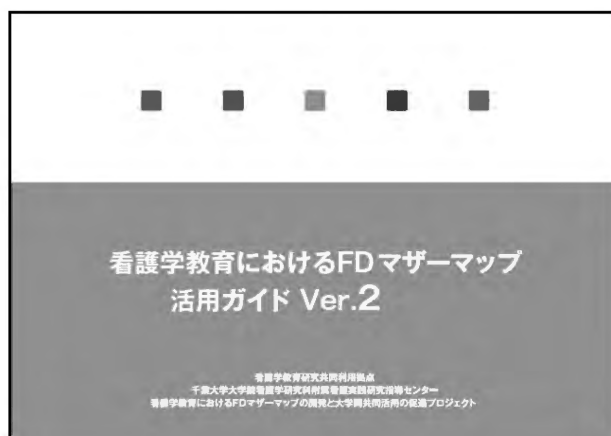 看護学教育におけるFDマザーマップ
活用ガイド Ver.2
看護学教育研究共同利用拠点
千葉大学大学院看護学研究科附属看護実践研究指導センター
看護学教育におけるFDマザーマップの開発と大学間共同活用の促進プロジェクト